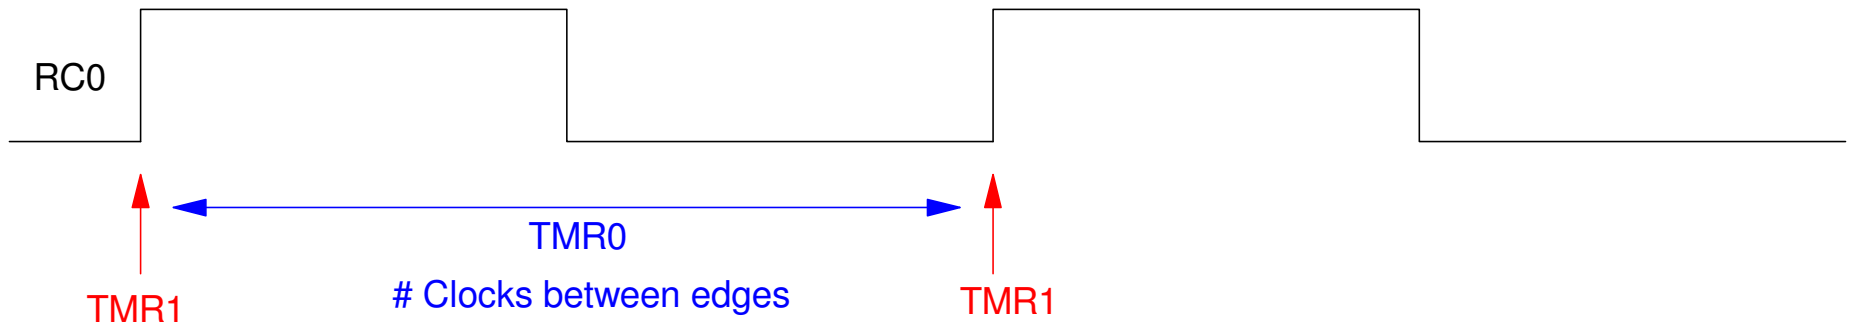 RC0
TMR0
# Clocks between edges
TMR1
TMR1